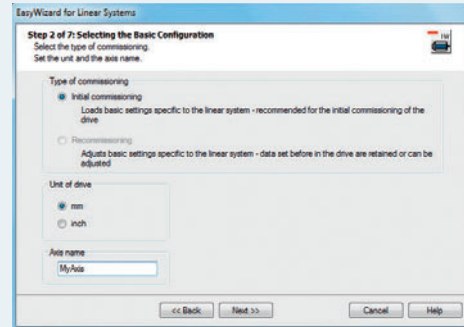 EasyWizard for Linear Systems
Step 2 of 7: Selecting the Basic Configuration
Select the type of commissioning.
Set the unit and the axis name.
IW
Type of commissioning
Initial commissioning
Loads basic settings specific to the linear system - recommended for the initial commissioning of the
drive
Recommissioning
Adjusts basic settings specific to the linear system - data set before in the drive are retained or can be
adjusted
Unit of drive
mm
inch
Axis name
MyAxis
<< Back
Next >>
Cancel
Help